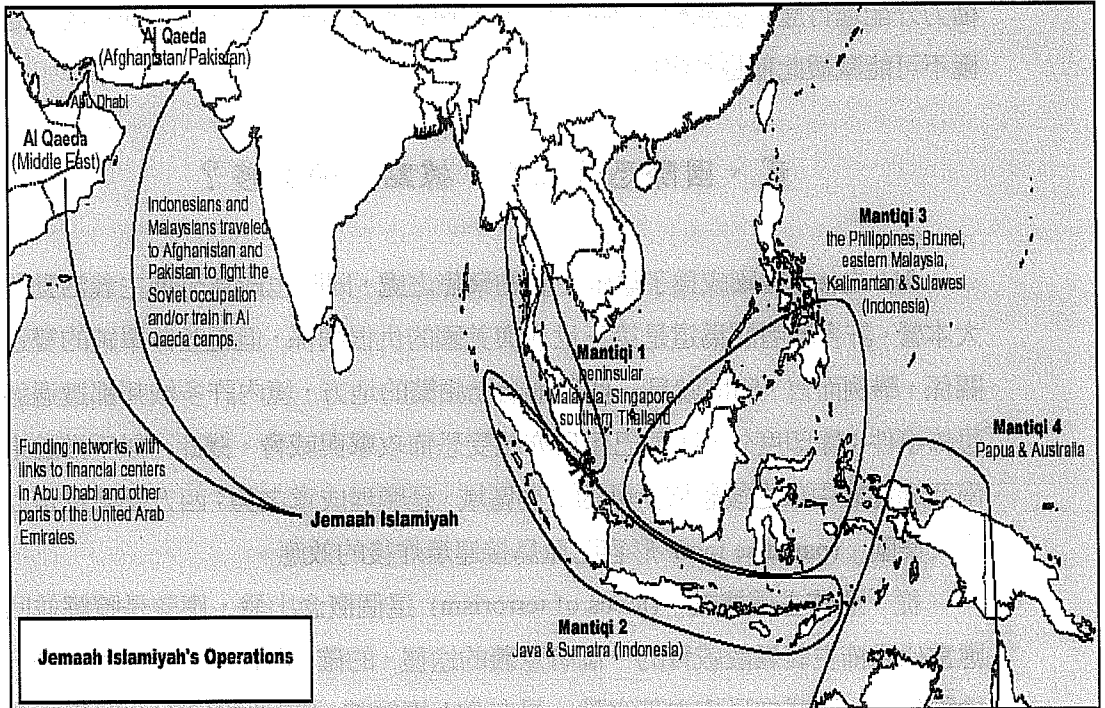 Al Qaeda
(Afghanistan/Pakistan)
Abu Dhabi
Al Qaeda
(Middle East)
Indonesians and
Malaysians traveled
to Afghanistan and
Pakistan to fight the
Soviet occupation
and/or train in Al
Qaeda camps.
Mantiqi 3
the Philippines, Brunei,
eastern Malaysia,
Kalimantan & Sulawesi
(Indonesia)
Mantiqi 1
peninsular
Malaysia, Singapore,
southern Thailand
Mantiqi 4
Papua & Australia
Funding networks, with
links to financial centers
in Abu Dhabi and other
parts of the United Arab
Emirates.
Jemaah Islamiyah
Mantiqi 2
Java & Sumatra (Indonesia)
Jemaah Islamiyah's Operations